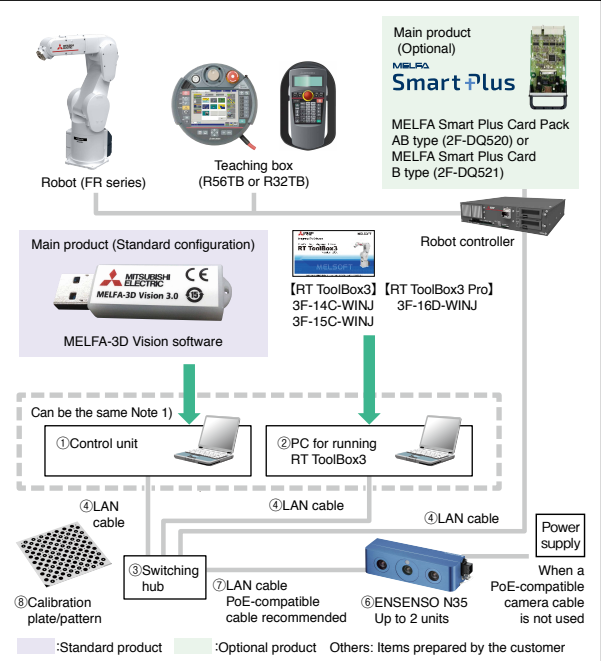 Main product
(Optional)
MELFA
Smart Plus
MELFA Smart Plus Card Pack
AB type (2F-DQ520) or
MELFA Smart Plus Card
B type (2F-DQ521)
Robot (FR series)
Teaching box
(R56TB or R32TB)
Robot controller
Main product (Standard configuration)
MITSUBISHI
ELECTRIC
CE
MELFA-3D Vision 3.0
15
MELFA-3D Vision software
MELSOFT
RT ToolBox3
MELSOFT
【RT ToolBox3】【RT ToolBox3 Pro】
3F-14C-WINJ 3F-16D-WINJ
3F-15C-WINJ
Can be the same Note 1)
①Control unit
②PC for running
RT ToolBox3
④LAN
cable
④LAN cable
④LAN cable
Power
supply
③Switching
hub
⑦LAN cable
PoE-compatible
cable recommended
⑥ENSENSO N35
Up to 2 units
When a
PoE-compatible
camera cable
is not used
⑧Calibration
plate/pattern
:Standard product :Optional product Others: Items prepared by the customer